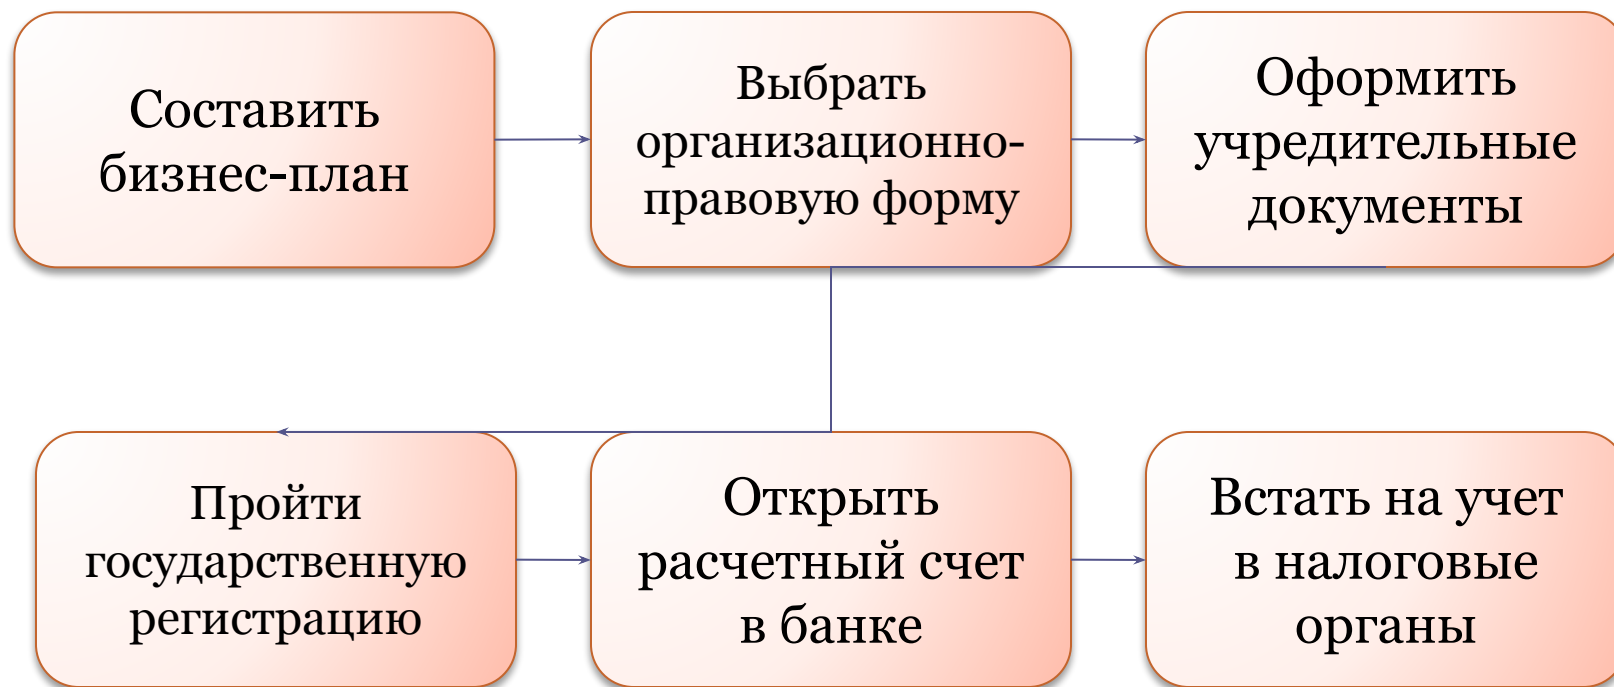 Составить
бизнес-план
Выбрать
организационно-
правовую форму
Оформить
учредительные
документы
Пройти
государственную
регистрацию
Открыть
расчетный счет
в банке
Встать на учет
в налоговые
органы